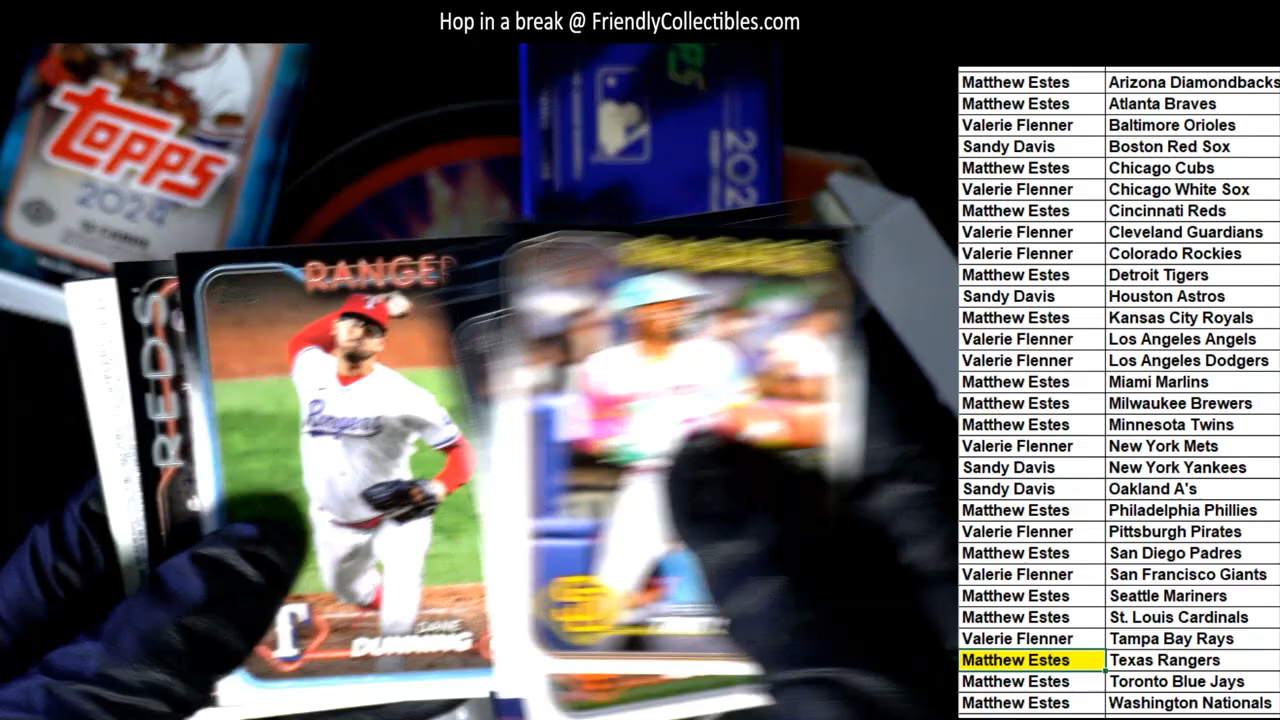 Hop in a break @ FriendlyCollectibles.com
TOPPS
2024
RANGE
REDS
Rangers
DANE
DUNNING
Matthew Estes Arizona Diamondbacks
Matthew Estes Atlanta Braves
Valerie Flenner Baltimore Orioles
Sandy Davis Boston Red Sox
Matthew Estes Chicago Cubs
Valerie Flenner Chicago White Sox
Matthew Estes Cincinnati Reds
Valerie Flenner Cleveland Guardians
Valerie Flenner Colorado Rockies
Matthew Estes Detroit Tigers
Sandy Davis Houston Astros
Matthew Estes Kansas City Royals
Valerie Flenner Los Angeles Angels
Valerie Flenner Los Angeles Dodgers
Matthew Estes Miami Marlins
Matthew Estes Milwaukee Brewers
Matthew Estes Minnesota Twins
Valerie Flenner New York Mets
Sandy Davis New York Yankees
Sandy Davis Oakland A's
Matthew Estes Philadelphia Phillies
Valerie Flenner Pittsburgh Pirates
Matthew Estes San Diego Padres
Valerie Flenner San Francisco Giants
Matthew Estes Seattle Mariners
Matthew Estes St. Louis Cardinals
Valerie Flenner Tampa Bay Rays
Matthew Estes Texas Rangers
Matthew Estes Toronto Blue Jays
Matthew Estes Washington Nationals